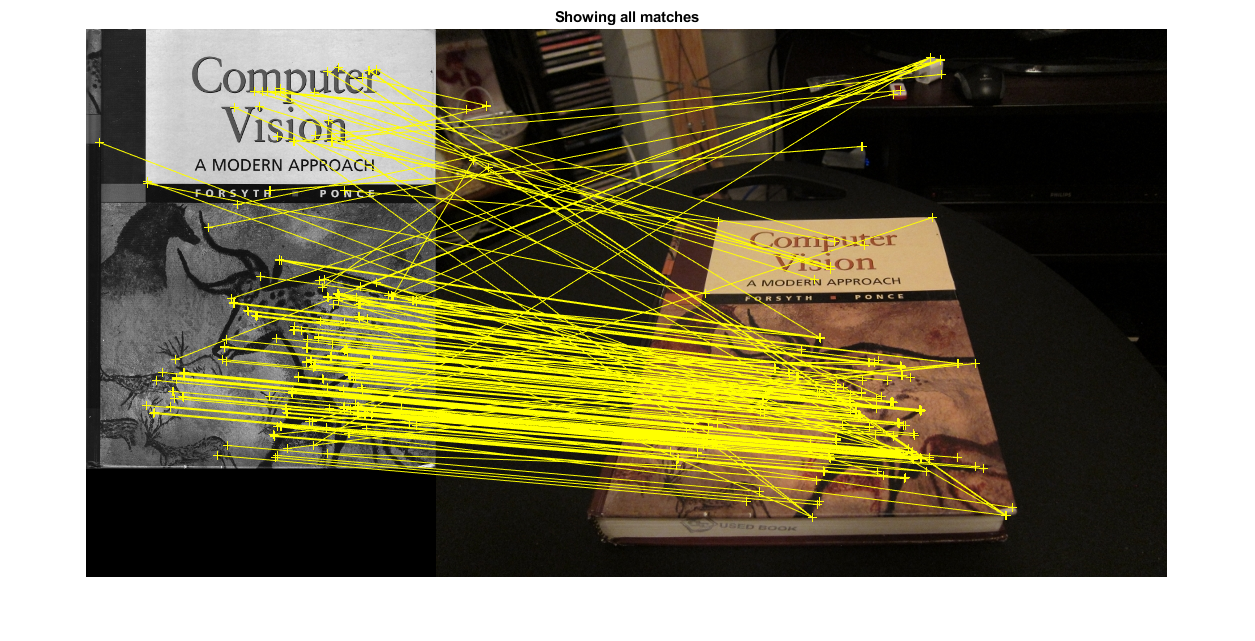 Showing all matches
Computer
Vision
A MODERN APPROACH
FORSYTH PONCE
Computer
Vision
A MODERN APPROACH
FORSYTH PONCE
USED BOOK